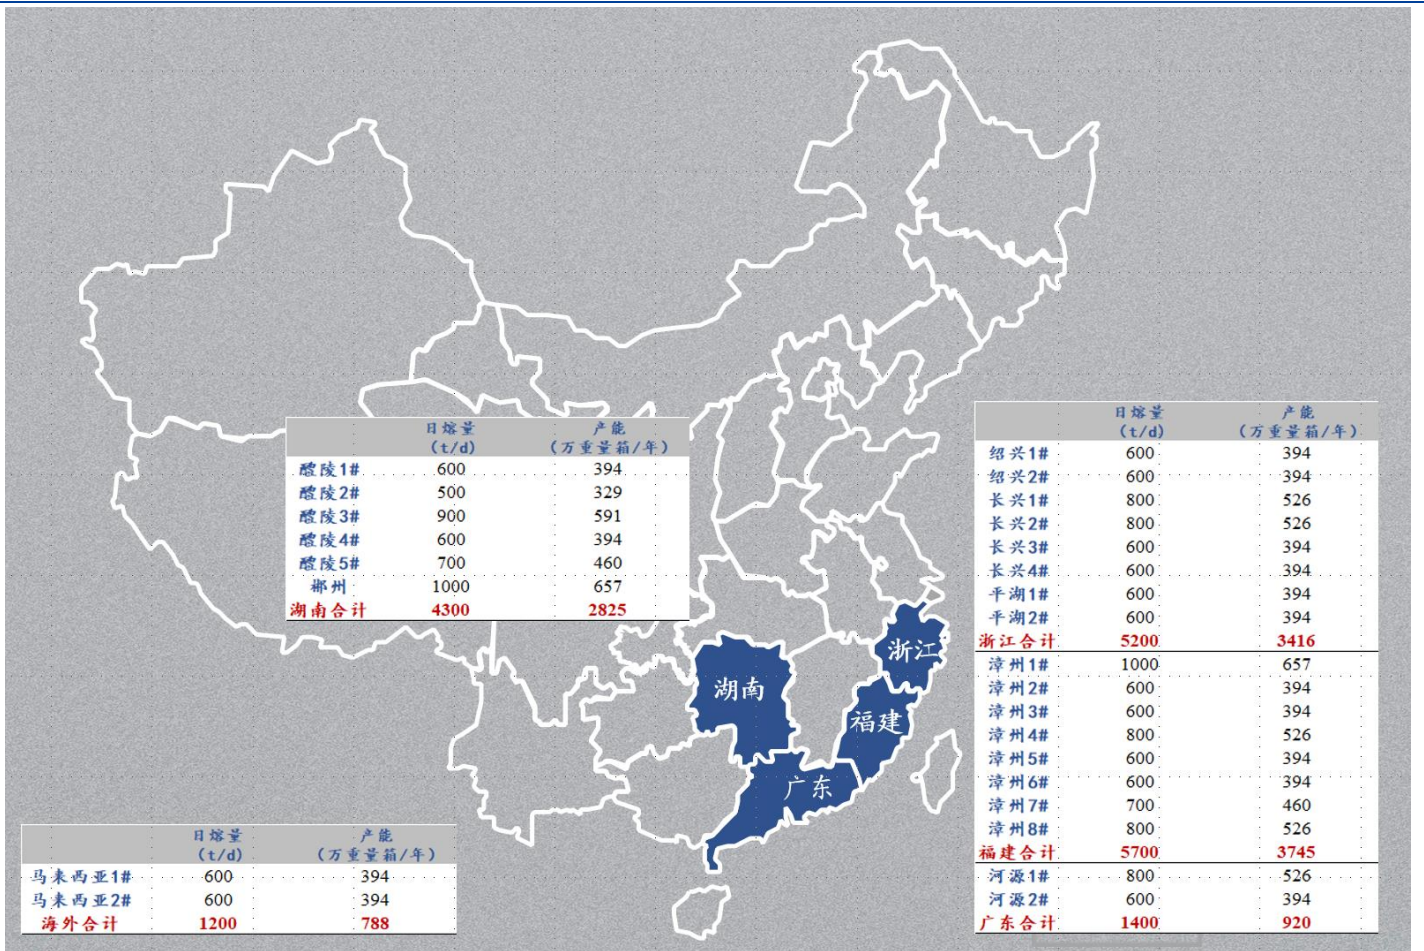 日熔量 产能
(t/d) (万重量箱/年)
醴陵1# 600 394
醴陵2# 500 329
醴陵3# 900 591
醴陵4# 600 394
醴陵5# 700 460
郴州 1000 657
湖南合计 4300 2825
日熔量 产能
(t/d) (万重量箱/年)
绍兴1# 600 394
绍兴2# 600 394
长兴1# 800 526
长兴2# 800 526
长兴3# 600 394
长兴4# 600 394
平湖1# 600 394
平湖2# 600 394
浙江合计 5200 3416
漳州1# 1000 657
漳州2# 600 394
漳州3# 600 394
漳州4# 800 526
漳州5# 600 394
漳州6# 600 394
漳州7# 700 460
漳州8# 800 526
福建合计 5700 3745
河源1# 800 526
河源2# 600 394
广东合计 1400 920
浙江
湖南
福建
广东
日熔量 产能
(t/d) (万重量箱/年)
马来西亚1# 600 394
马来西亚2# 600 394
海外合计 1200 788